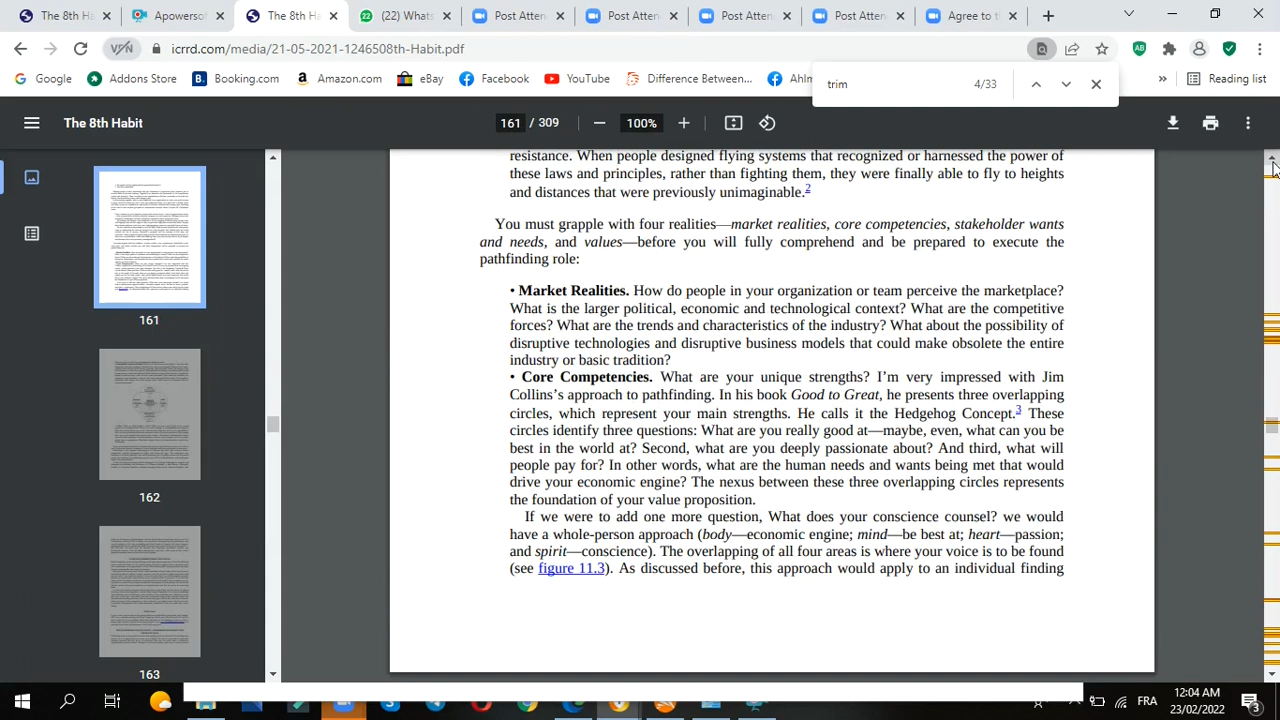 The 8th H
Apowersof
The 8th H
(22) Whats
Post Atten
Post Atten
Post Atten
Post Atten
Agree to t
icrrd.com/media/21-05-2021-1246508th-Habit.pdf
Google
Addons Store
Booking.com
Amazon.com
eBay
Facebook
YouTube
Difference Between...
Ahlm
»
Reading list
trim
4/33
The 8th Habit
161 / 309
100%
161
162
163
resistance. When people designed flying systems that recognized or harnessed the power of
these laws and principles, rather than fighting them, they were finally able to fly to heights
and distances that were previously unimaginable.2
You must grapple with four realities—market realities, core competencies, stakeholder wants
and needs, and values—before you will fully comprehend and be prepared to execute the
pathfinding role:
• Market Realities. How do people in your organization or team perceive the marketplace?
What is the larger political, economic and technological context? What are the competitive
forces? What are the trends and characteristics of the industry? What about the possibility of
disruptive technologies and disruptive business models that could make obsolete the entire
industry or basic tradition?
• Core Competencies. What are your unique strengths? I'm very impressed with Jim
Collins's approach to pathfinding. In his book Good to Great, he presents three overlapping
circles, which represent your main strengths. He calls it the Hedgehog Concept.3 These
circles identify three questions: What are you really good at—maybe, even, what can you be
best in the world at? Second, what are you deeply passionate about? And third, what will
people pay for? In other words, what are the human needs and wants being met that would
drive your economic engine? The nexus between these three overlapping circles represents
the foundation of your value proposition.
If we were to add one more question, What does your conscience counsel? we would
have a whole-person approach (body—economic engine; mind—be best at; heart—passion;
and spirit—conscience). The overlapping of all four areas is where your voice is to be found
(see figure 11.3). As discussed before, this approach would apply to an individual finding
FRA
12:04 AM
23/02/2022
3